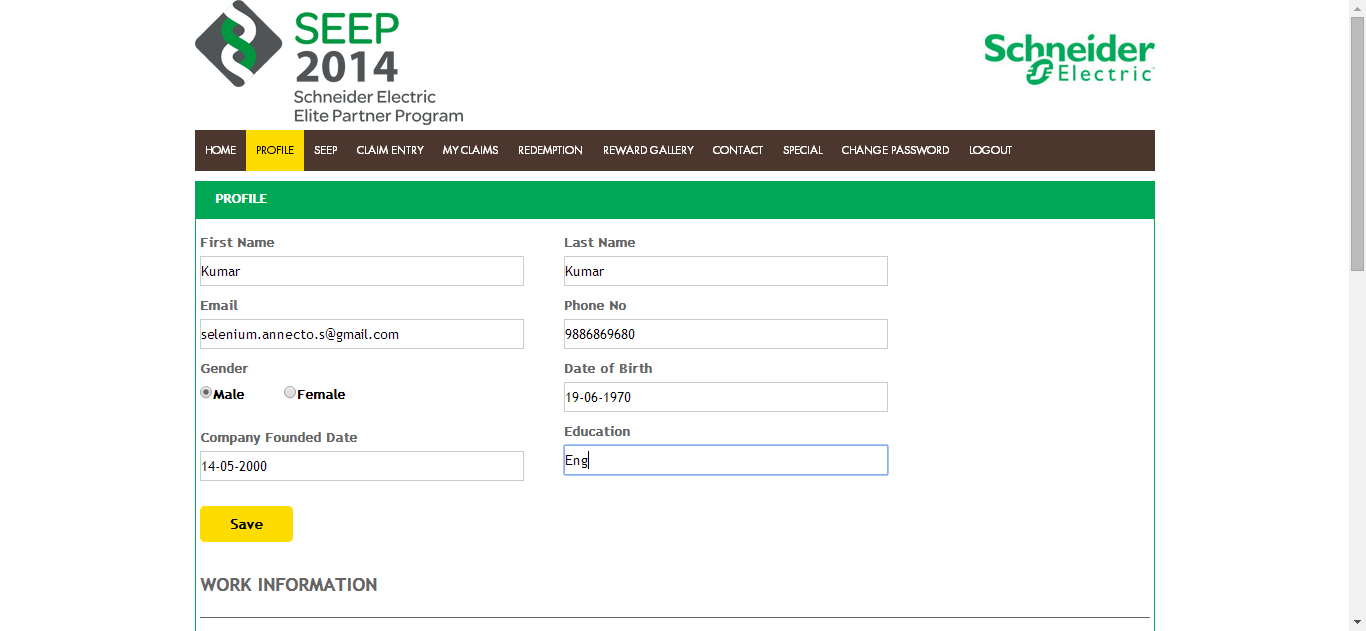 SEEP
2014
Schneider Electric
Elite Partner Program
Schneider
Electric
HOME PROFILE SEEP CLAIM ENTRY MY CLAIMS REDEMPTION REWARD GALLERY CONTACT SPECIAL CHANGE PASSWORD LOGOUT
PROFILE
First Name Last Name
Kumar Kumar
Email Phone No
selenium.annecto.s@gmail.com 9886869680
Gender Date of Birth
Male Female 19-06-1970
Company Founded Date Education
14-05-2000 Eng
Save
WORK INFORMATION